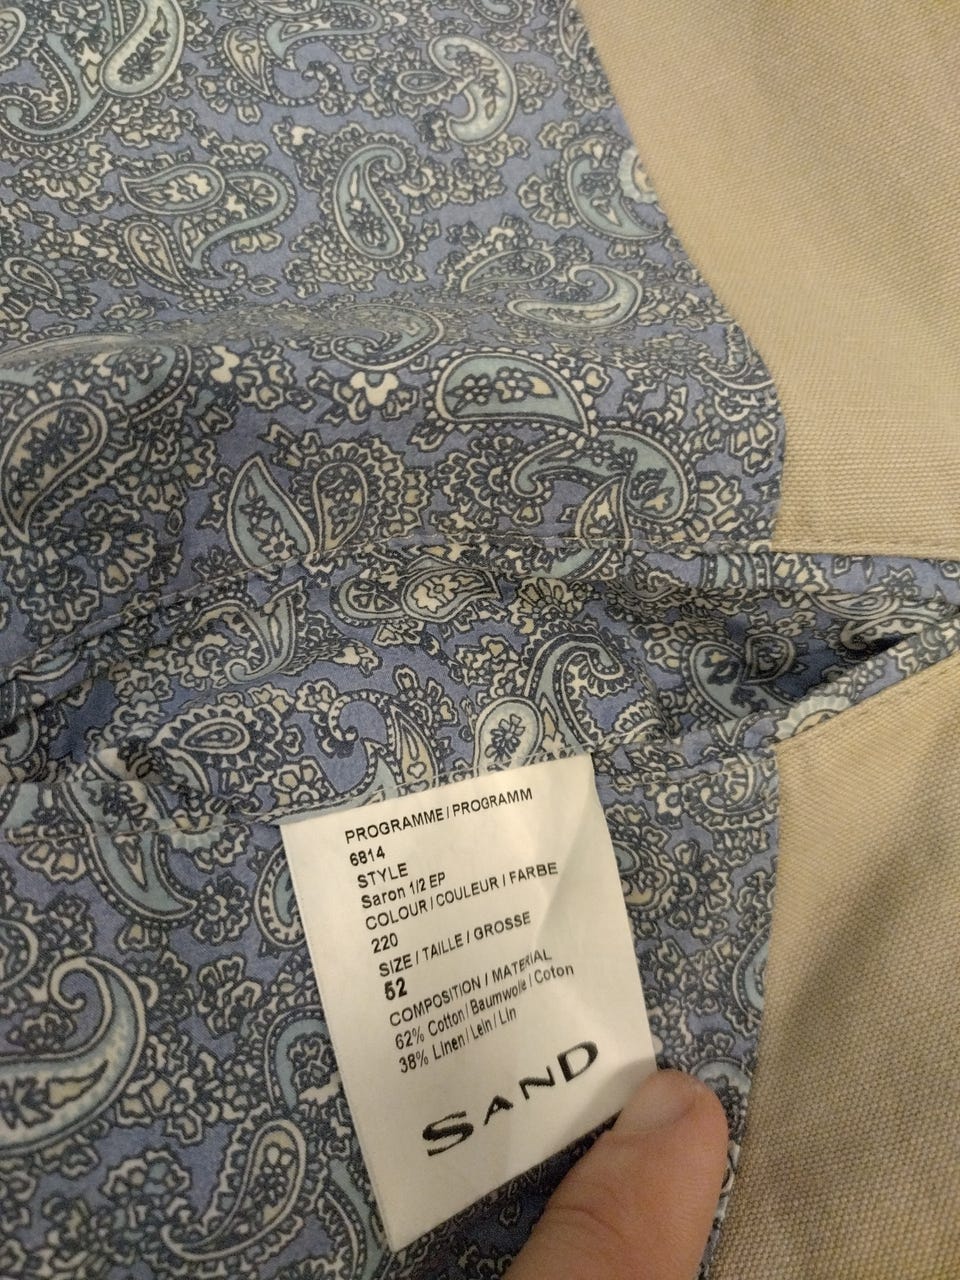 PROGRAMME / PROGRAMM
6814
STYLE
Saron 1/2 EP
COLOUR / COULEUR / FARBE
220
SIZE / TAILLE / GROSSE
52
COMPOSITION / MATERIAL
62% Cotton / Baumwolle / Coton
38% Linen / Lein / Lin
SAND